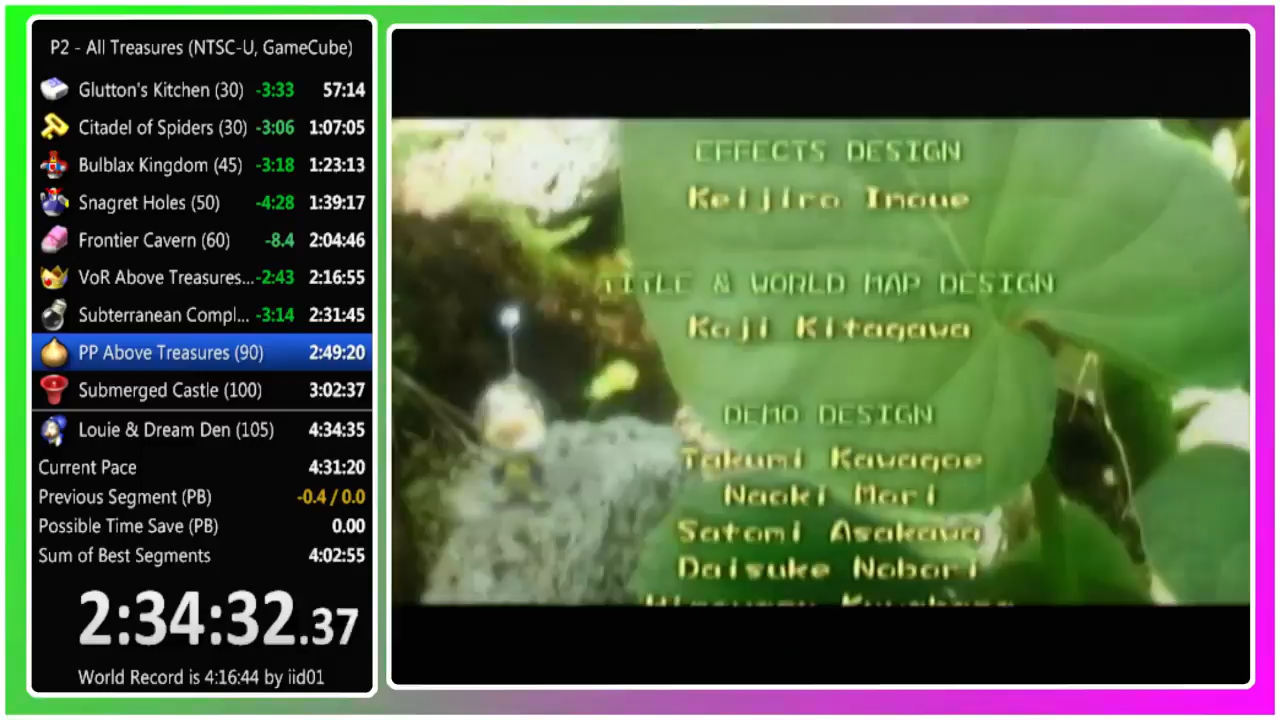 P2 - All Treasures (NTSC-U, GameCube)
Glutton's Kitchen (30) -3:33 57:14
Citadel of Spiders (30) -3:06 1:07:05
Bulblax Kingdom (45) -3:18 1:23:13
Snagret Holes (50) -4:28 1:39:17
Frontier Cavern (60) -8.4 2:04:46
VoR Above Treasures... -2:43 2:16:55
Subterranean Compl... -3:14 2:31:45
PP Above Treasures (90) 2:49:20
Submerged Castle (100) 3:02:37
Louie & Dream Den (105) 4:34:35
Current Pace 4:31:20
Previous Segment (PB) -0.4 / 0.0
Possible Time Save (PB) 0.00
Sum of Best Segments 4:02:55
2:34:32.37
World Record is 4:16:44 by iid01
EFFECTS DESIGN
Keijiro Inoue
TITLE & WORLD MAP DESIGN
Koji Kitagawa
DEMO DESIGN
Takumi Kawagoe
Naoki Mori
Satomi Asakawa
Daisuke Nobori